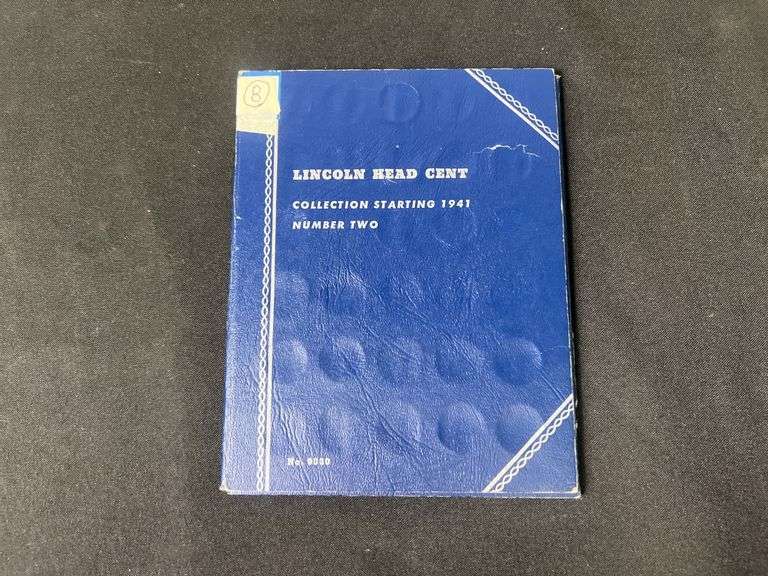 8
LINCOLN HEAD CENT
COLLECTION STARTING 1941
NUMBER TWO
No. 9030